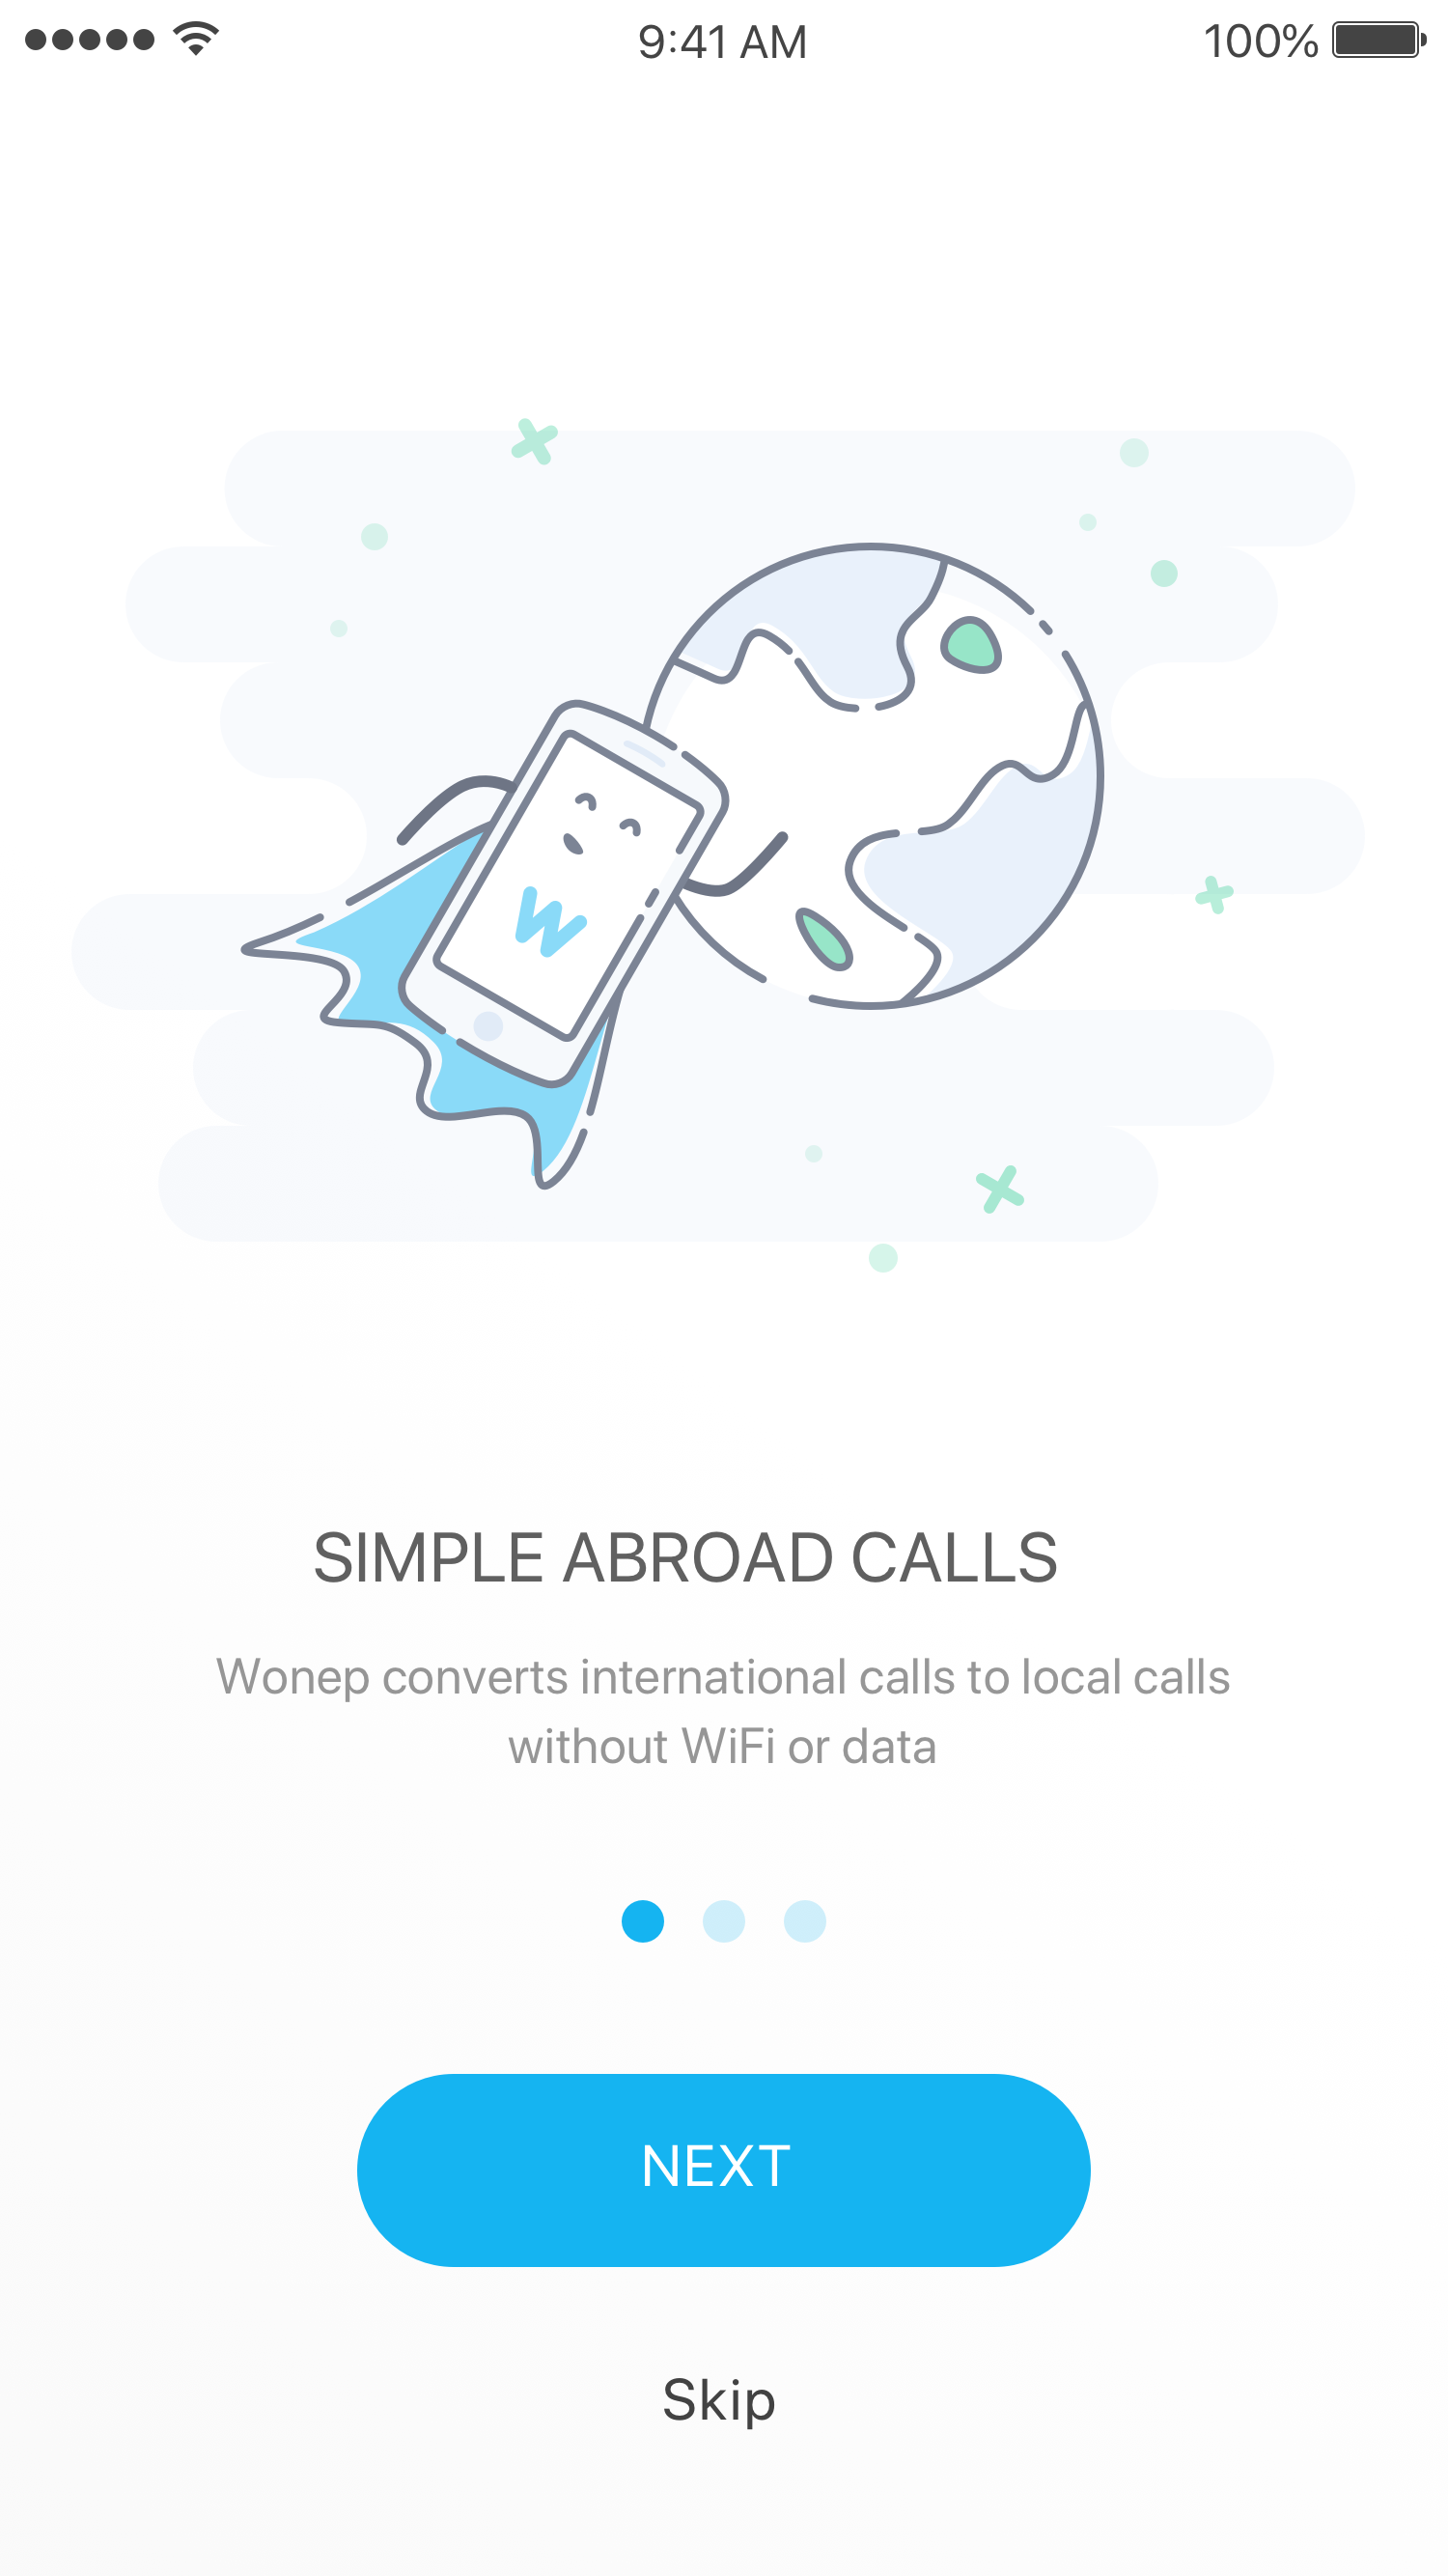 9:41 AM
100%
W
SIMPLE ABROAD CALLS
Wonep converts international calls to local calls
without WiFi or data
NEXT
Skip